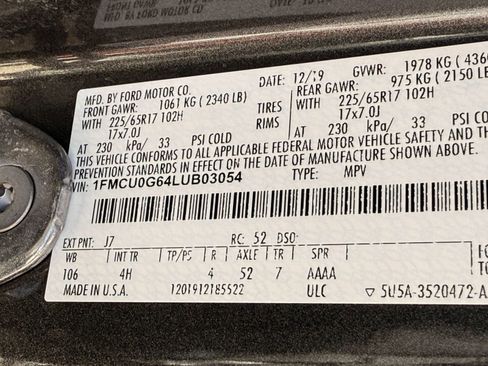 MFD. BY FORD MOTOR CO.
DATE: 12/19
GVWR: 1978 KG ( 4360
FRONT GAWR: 1061 KG ( 2340 LB)
REAR GAWR: 975 KG ( 2150 LB)
WITH 225/65R17 102H TIRES WITH 225/65R17 102H
17x7.0J RIMS 17x7.0J
AT 230 kPa/ 33 PSI COLD AT 230 kPa/ 33 PSI COLD
THIS VEHICLE CONFORMS TO ALL APPLICABLE FEDERAL MOTOR VEHICLE SAFETY AND
PREVENTION STANDARDS IN EFFECT ON THE DATE OF MANUFACTURE
VIN: 1FMCU0G64LUB03054
TYPE: MPV
EXT PNT: J7 RC: 52 DSO:
WB INT TR TP/PS R AXLE TR SPR
106 4H 4 52 7 AAAA
MADE IN U.S.A. 1201912185522 ULC ▽ 5U5A-3520472-A